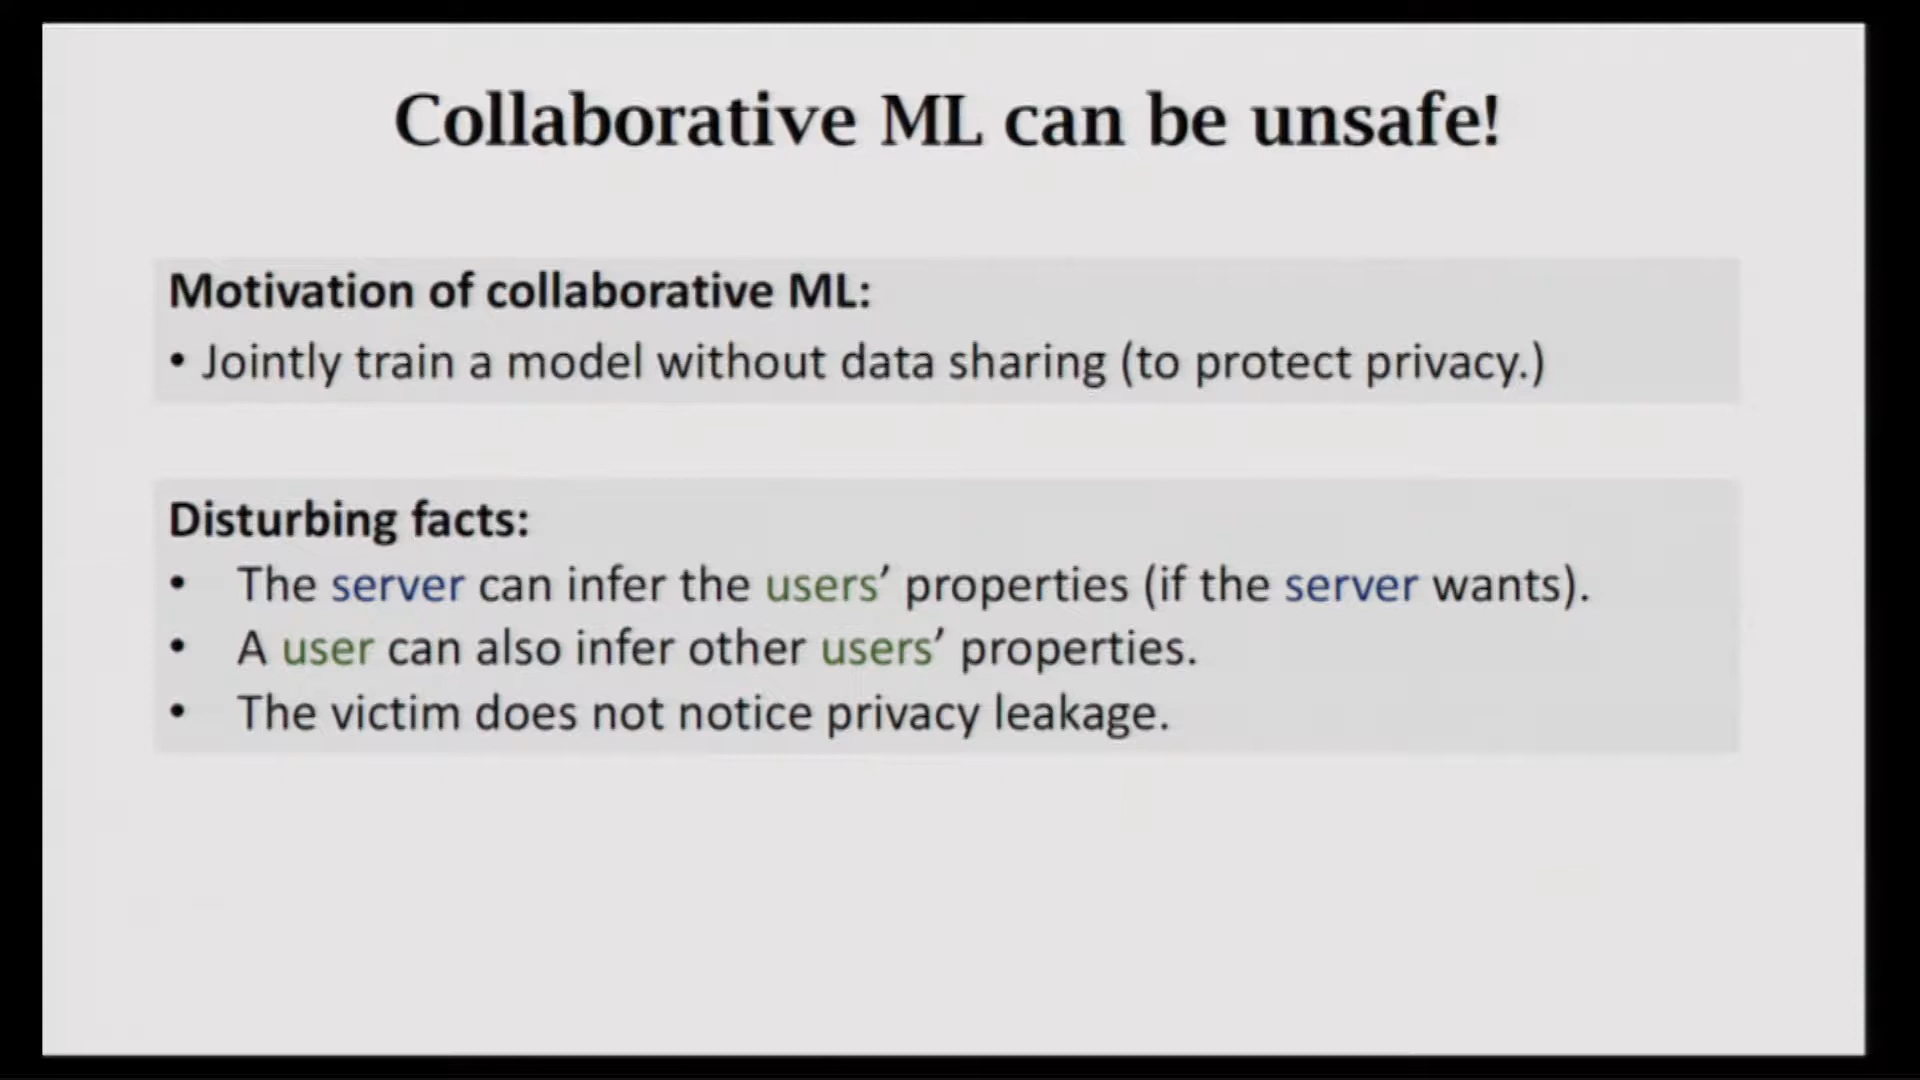 Collaborative ML can be unsafe!
Motivation of collaborative ML:
• Jointly train a model without data sharing (to protect privacy.)
Disturbing facts:
• The server can infer the users’ properties (if the server wants).
• A user can also infer other users’ properties.
• The victim does not notice privacy leakage.